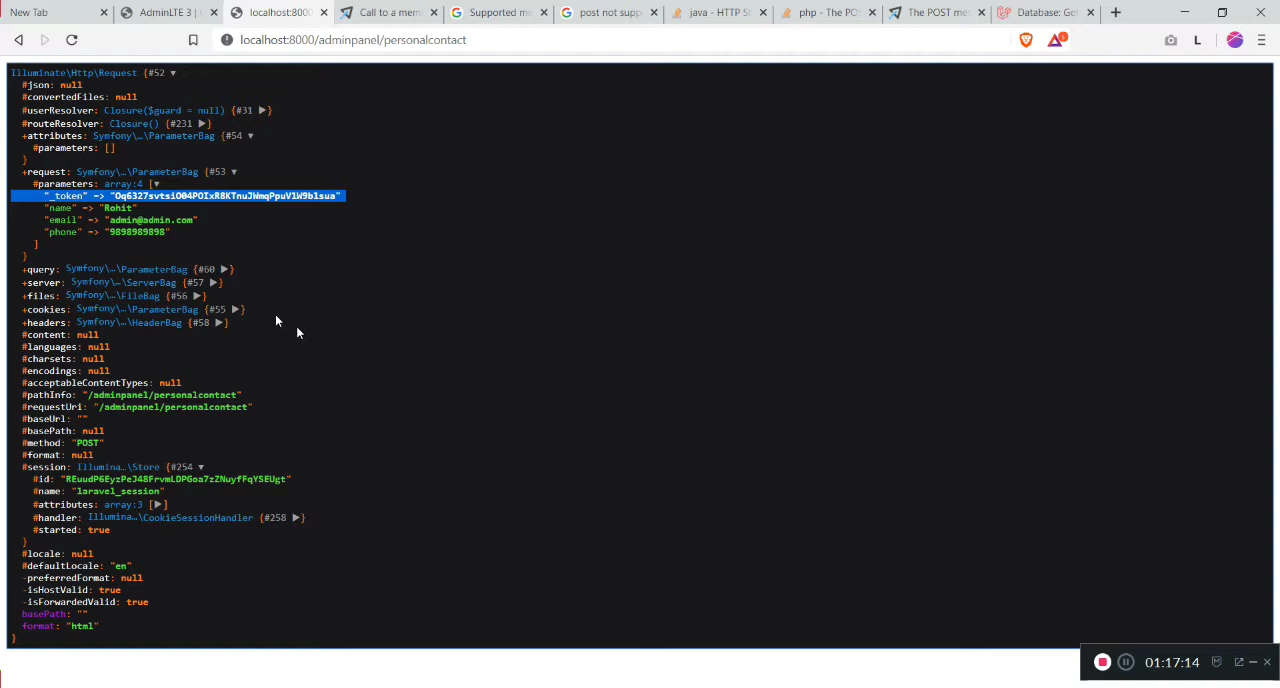 New Tab
AdminLTE 3 |
localhost:8000
Call to a mem
Supported me
post not supp
java - HTTP St
php - The POS
The POST me
Database: Get
localhost:8000/adminpanel/personalcontact
L
Illuminate\Http\Request {#52 ▼
#json: null
#convertedFiles: null
#userResolver: Closure($guard = null) {#31 ▶}
#routeResolver: Closure() {#231 ▶}
+attributes: Symfony\…\ParameterBag {#54 ▼
#parameters: []
}
+request: Symfony\…\ParameterBag {#53 ▼
#parameters: array:4 [▼
"_token" => "Oq6327svtsiO04POIxR8KTnuJWmqPpuV1W9b1sua"
"name" => "Rohit"
"email" => "admin@admin.com"
"phone" => "9898989898"
]
}
+query: Symfony\…\ParameterBag {#60 ▶}
+server: Symfony\…\ServerBag {#57 ▶}
+files: Symfony\…\FileBag {#56 ▶}
+cookies: Symfony\…\ParameterBag {#55 ▶}
+headers: Symfony\…\HeaderBag {#58 ▶}
#content: null
#languages: null
#charsets: null
#encodings: null
#acceptableContentTypes: null
#pathInfo: "/adminpanel/personalcontact"
#requestUri: "/adminpanel/personalcontact"
#baseUrl: ""
#basePath: null
#method: "POST"
#format: null
#session: Illumina…\Store {#254 ▼
#id: "REuudP6EyzPeJ48FrvmLDPGoa7zZNuyfFqYSEUgt"
#name: "laravel_session"
#attributes: array:3 [▶]
#handler: Illumina…\CookieSessionHandler {#258 ▶}
#started: true
}
#locale: null
#defaultLocale: "en"
-preferredFormat: null
-isHostValid: true
-isForwardedValid: true
basePath: ""
format: "html"
}
01:17:14